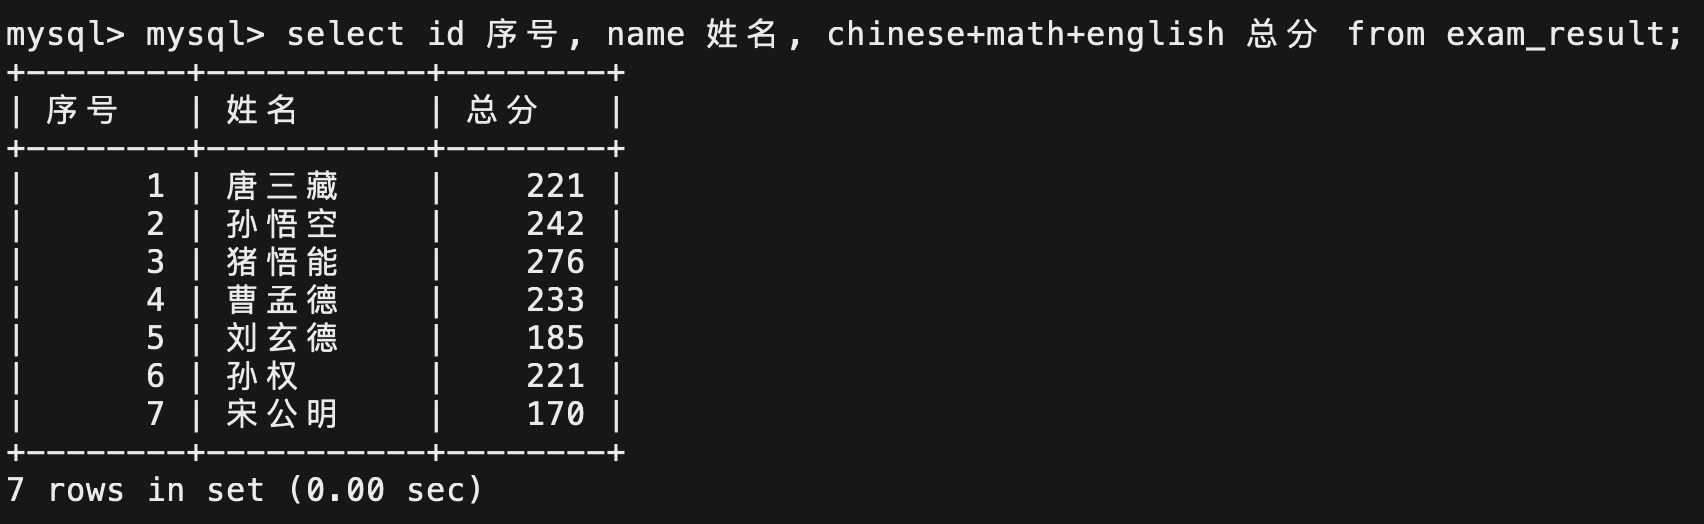 mysql> mysql> select id 序号, name 姓名, chinese+math+english 总分 from exam_result;
+--------+-----------+--------+
| 序号   | 姓名      | 总分   |
+--------+-----------+--------+
|      1 | 唐三藏    |    221 |
|      2 | 孙悟空    |    242 |
|      3 | 猪悟能    |    276 |
|      4 | 曹孟德    |    233 |
|      5 | 刘玄德    |    185 |
|      6 | 孙权      |    221 |
|      7 | 宋公明    |    170 |
+--------+-----------+--------+
7 rows in set (0.00 sec)